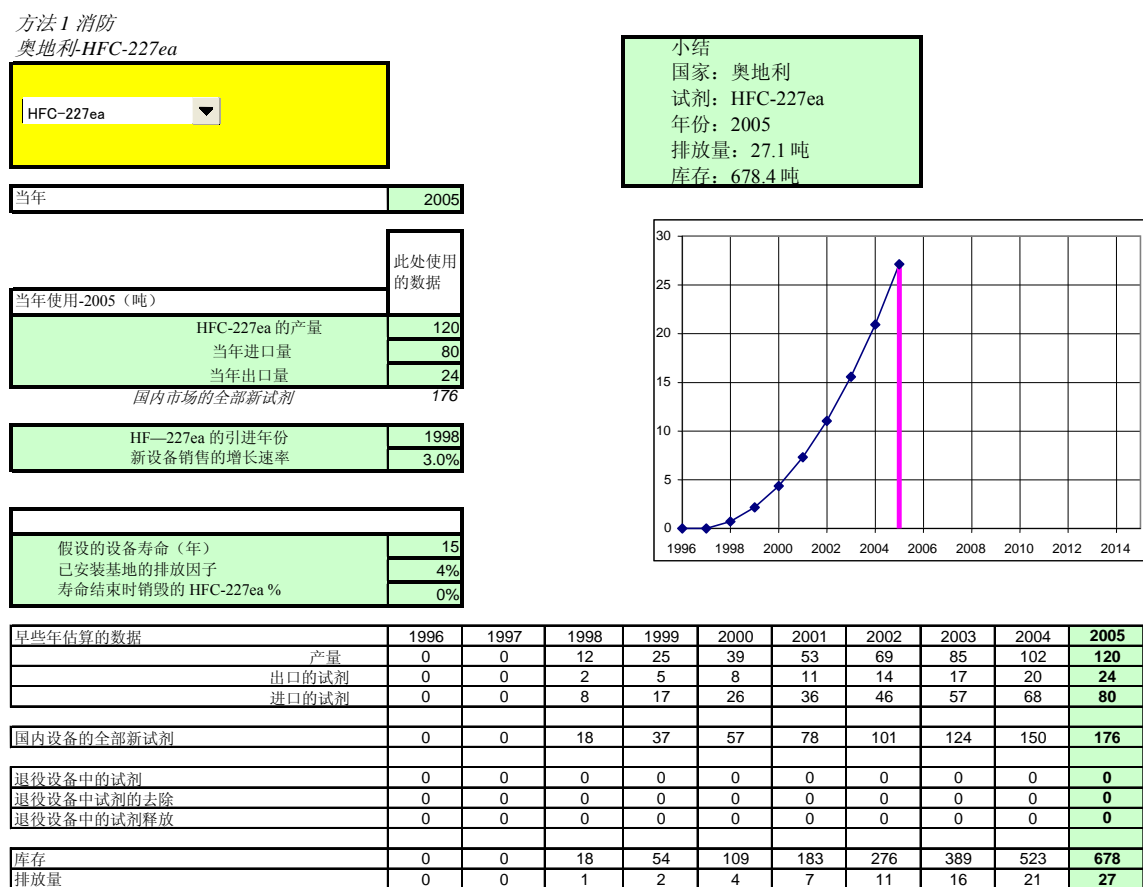 方法 1 消防
奥地利-HFC-227ea
HFC-227ea
小结
国家：奥地利
试剂：HFC-227ea
年份：2005
排放量：27.1 吨
库存：678.4 吨
当年 2005
此处使用
的数据
当年使用-2005（吨）
HFC-227ea 的产量 120
当年进口量 80
当年出口量 24
国内市场的全部新试剂 176
HF—227ea 的引进年份 1998
新设备销售的增长速率 3.0%
假设的设备寿命（年） 15
已安装基地的排放因子 4%
寿命结束时销毁的 HFC-227ea % 0%
30
25
20
15
10
5
0
1996 1998 2000 2002 2004 2006 2008 2010 2012 2014
早些年估算的数据 1996 1997 1998 1999 2000 2001 2002 2003 2004 2005
产量 0 0 12 25 39 53 69 85 102 120
出口的试剂 0 0 2 5 8 11 14 17 20 24
进口的试剂 0 0 8 17 26 36 46 57 68 80
国内设备的全部新试剂 0 0 18 37 57 78 101 124 150 176
退役设备中的试剂 0 0 0 0 0 0 0 0 0 0
退役设备中试剂的去除 0 0 0 0 0 0 0 0 0 0
退役设备中的试剂释放 0 0 0 0 0 0 0 0 0 0
库存 0 0 18 54 109 183 276 389 523 678
排放量 0 0 1 2 4 7 11 16 21 27